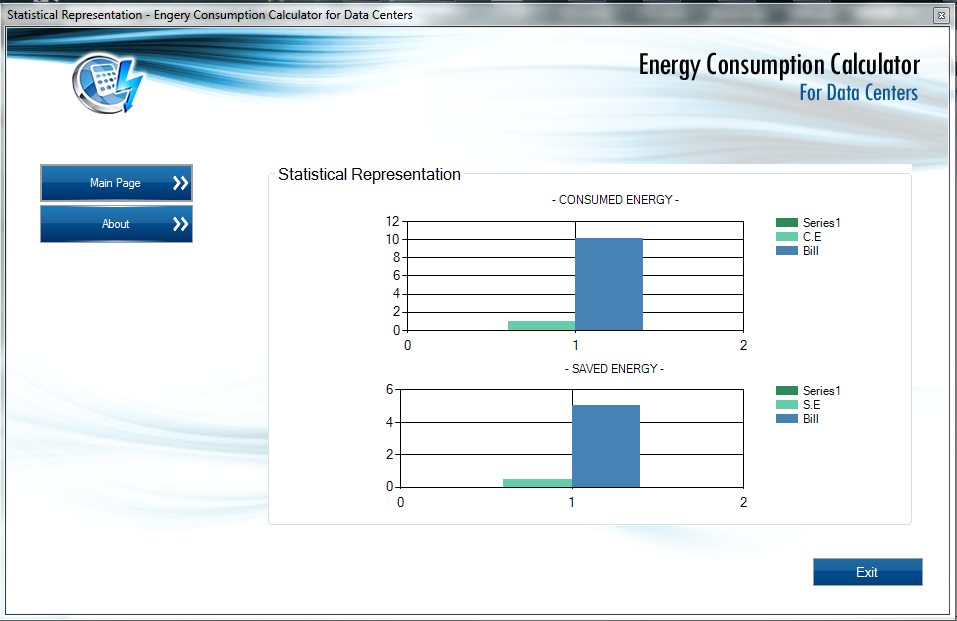 Statistical Representation - Engery Consumption Calculator for Data Centers
Energy Consumption Calculator
For Data Centers
Main Page
About
Statistical Representation
- CONSUMED ENERGY -
12
10
8
6
4
2
0
0 1 2
Series1
C.E
Bill
- SAVED ENERGY -
6
4
2
0
0 1 2
Series1
S.E
Bill
Exit